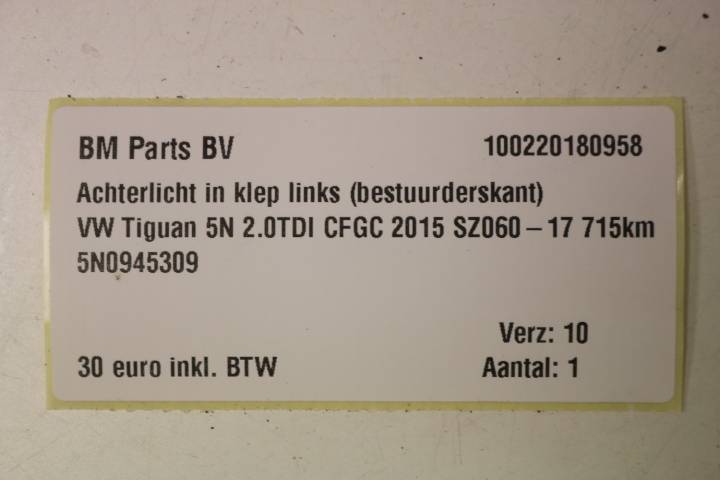 BM Parts BV 100220180958
Achterlicht in klep links (bestuurderskant)
VW Tiguan 5N 2.0TDI CFGC 2015 SZ060 – 17 715km
5N0945309
Verz: 10
30 euro inkl. BTW Aantal: 1